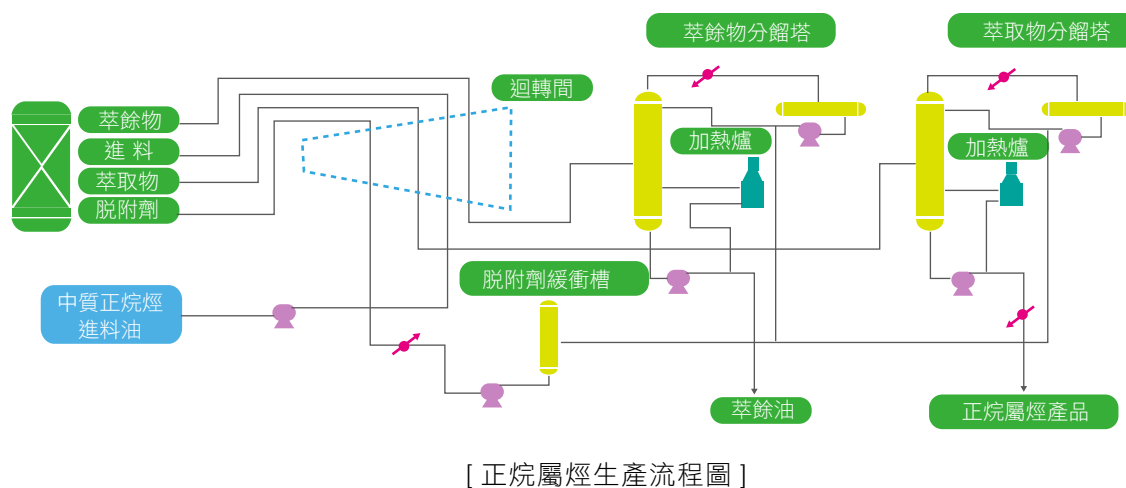 萃餘物分餾塔
萃取物分餾塔
迴轉間
萃餘物
進 料
萃取物
脱附劑
加熱爐
加熱爐
脱附劑緩衝槽
中質正烷烴
進料油
萃餘油
正烷屬烴產品
[ 正烷屬烴生產流程圖 ]